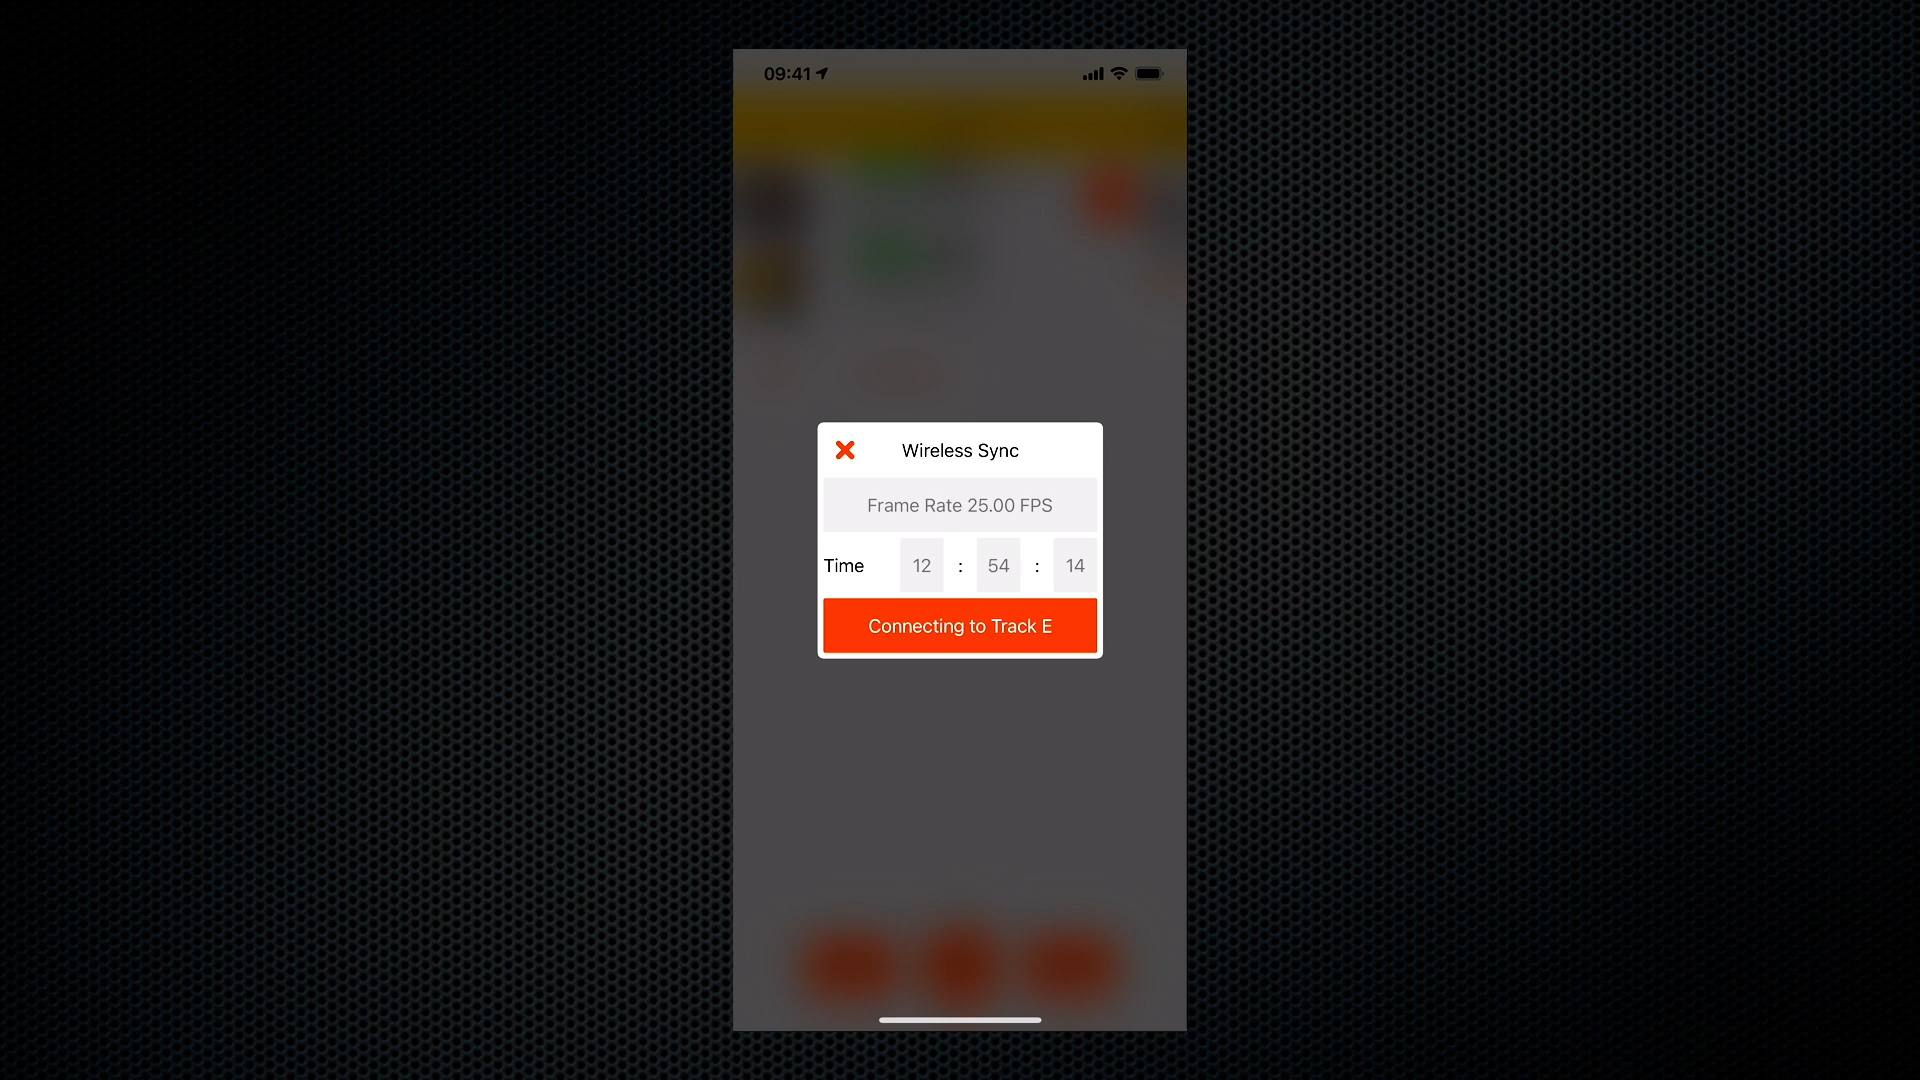 09:41
Wireless Sync
Frame Rate 25.00 FPS
Time 12 : 54 : 14
Connecting to Track E